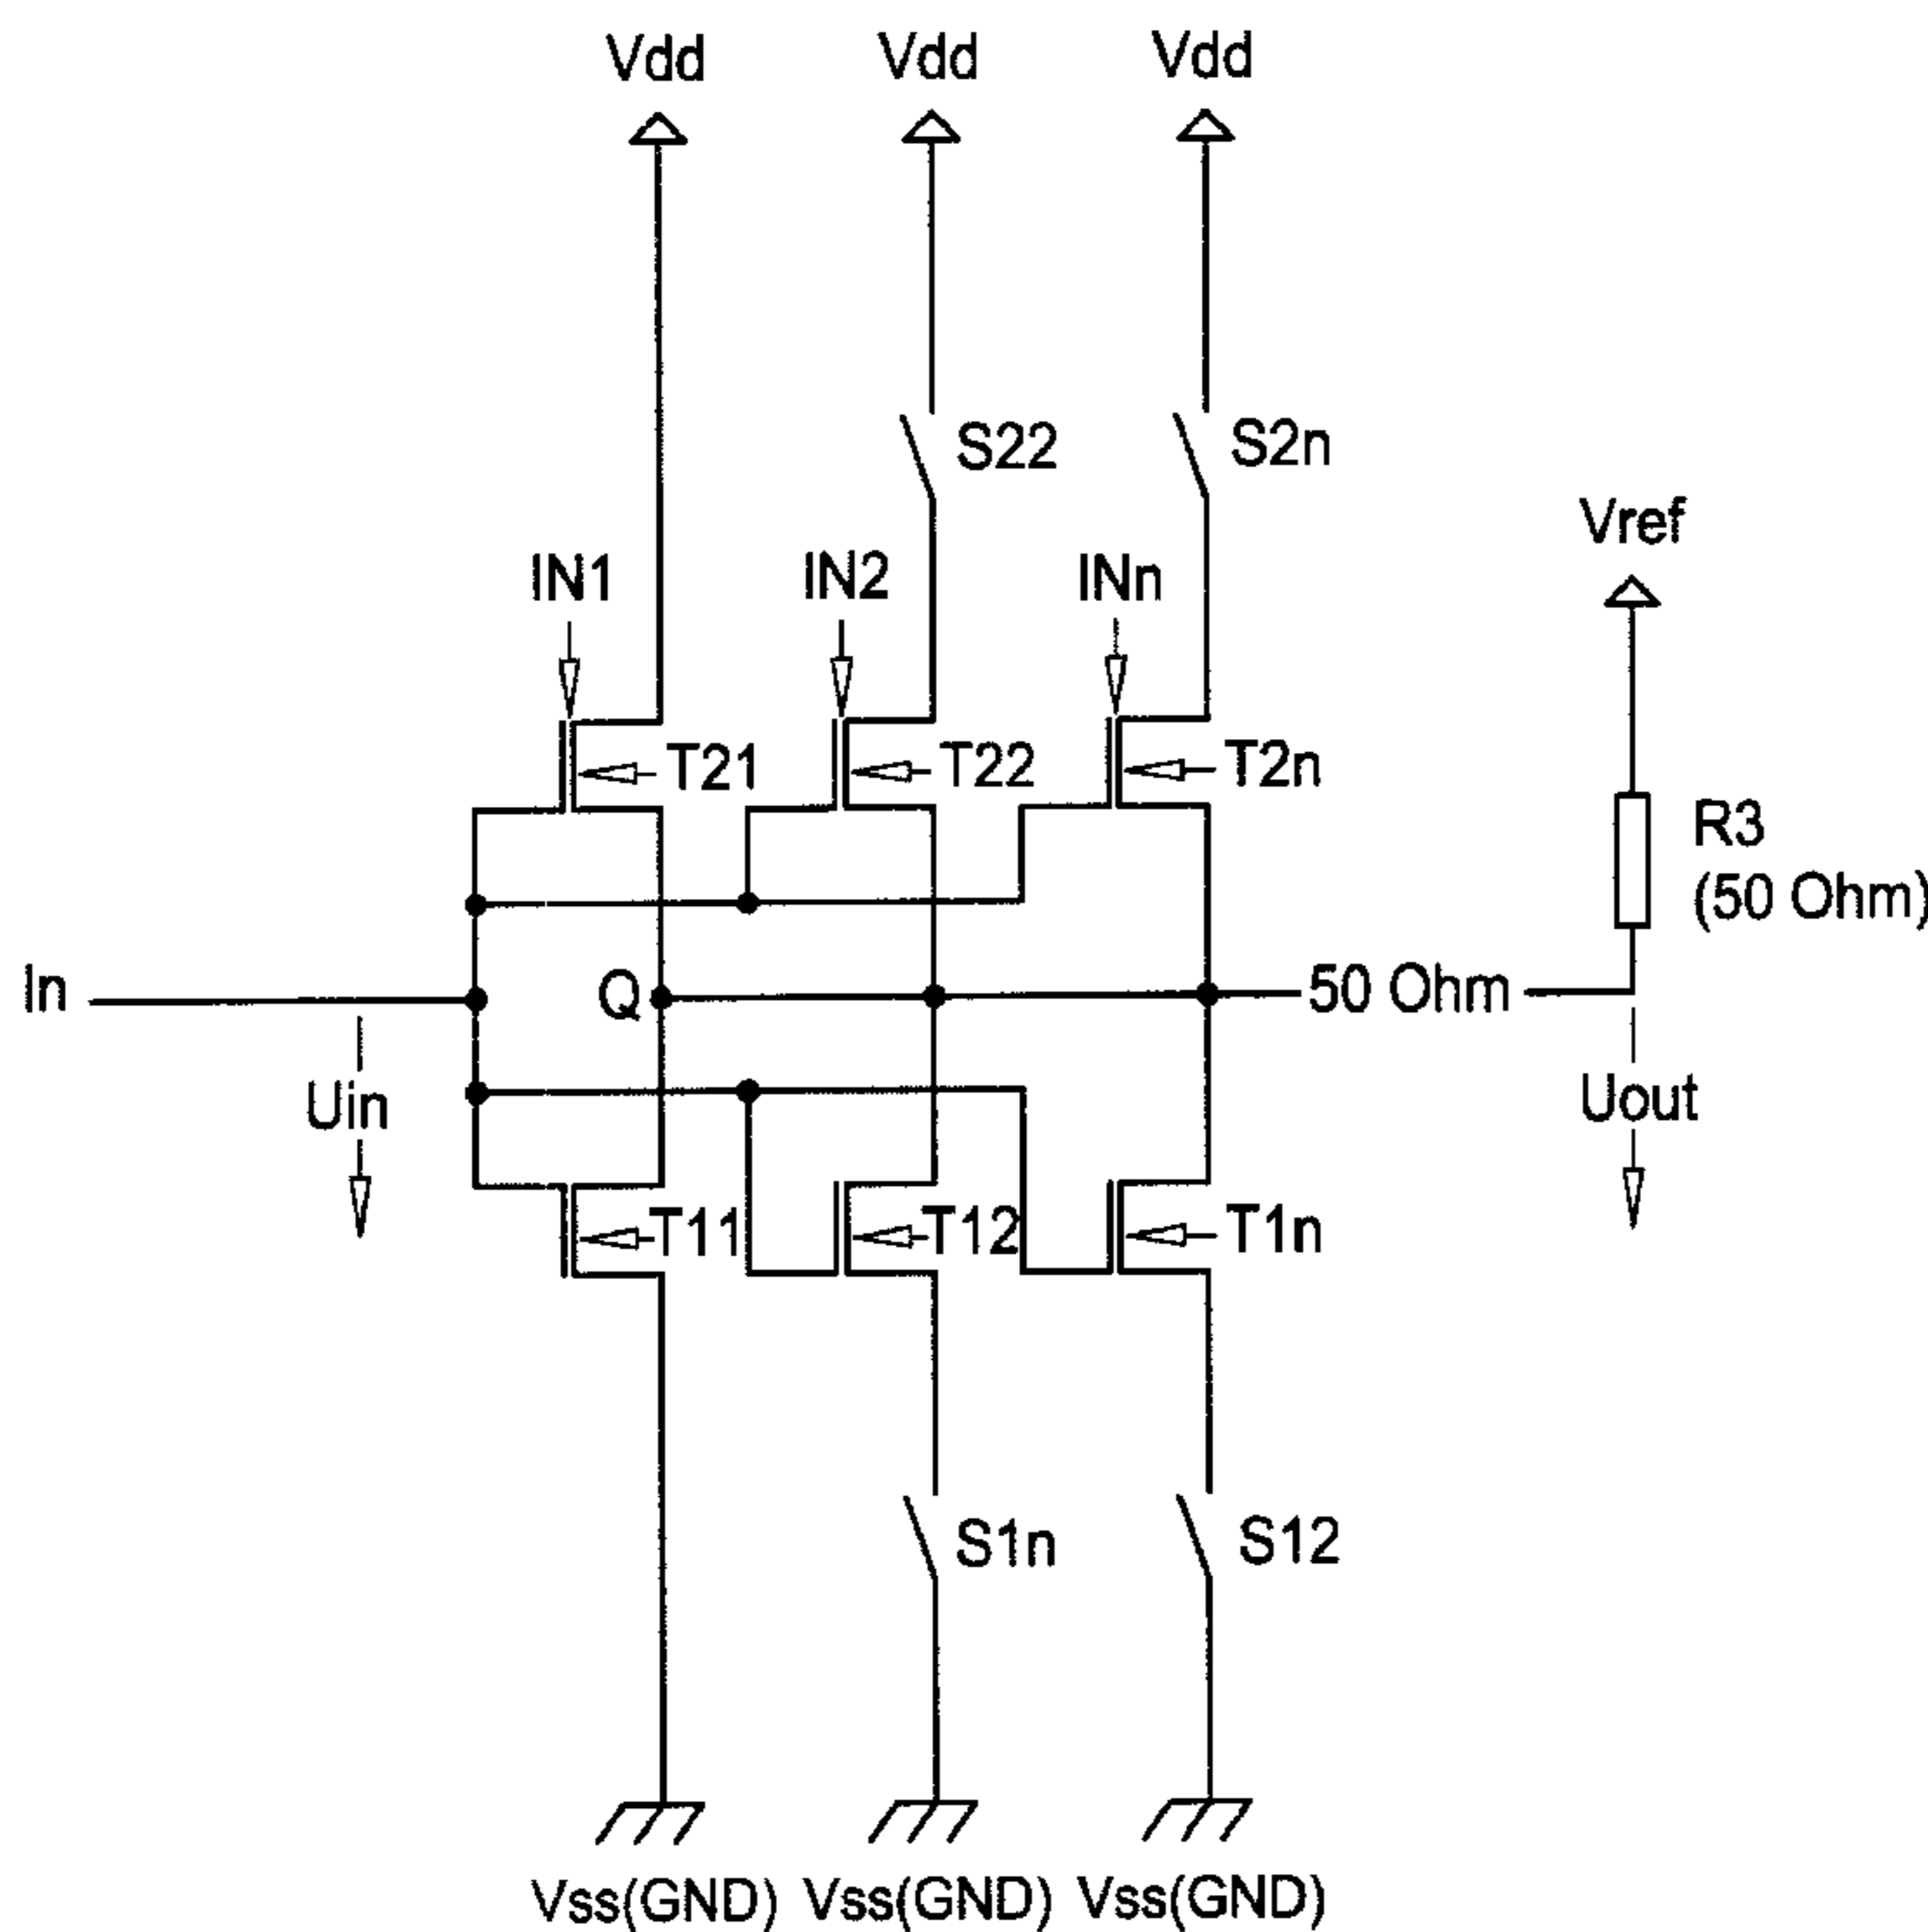 Vdd Vdd Vdd
S22 S2n
Vref
IN1 IN2 INn
T21 T22 T2n
R3
(50 Ohm)
In Q 50 Ohm
Uin Uout
T11 T12 T1n
S1n S12
Vss(GND) Vss(GND) Vss(GND)